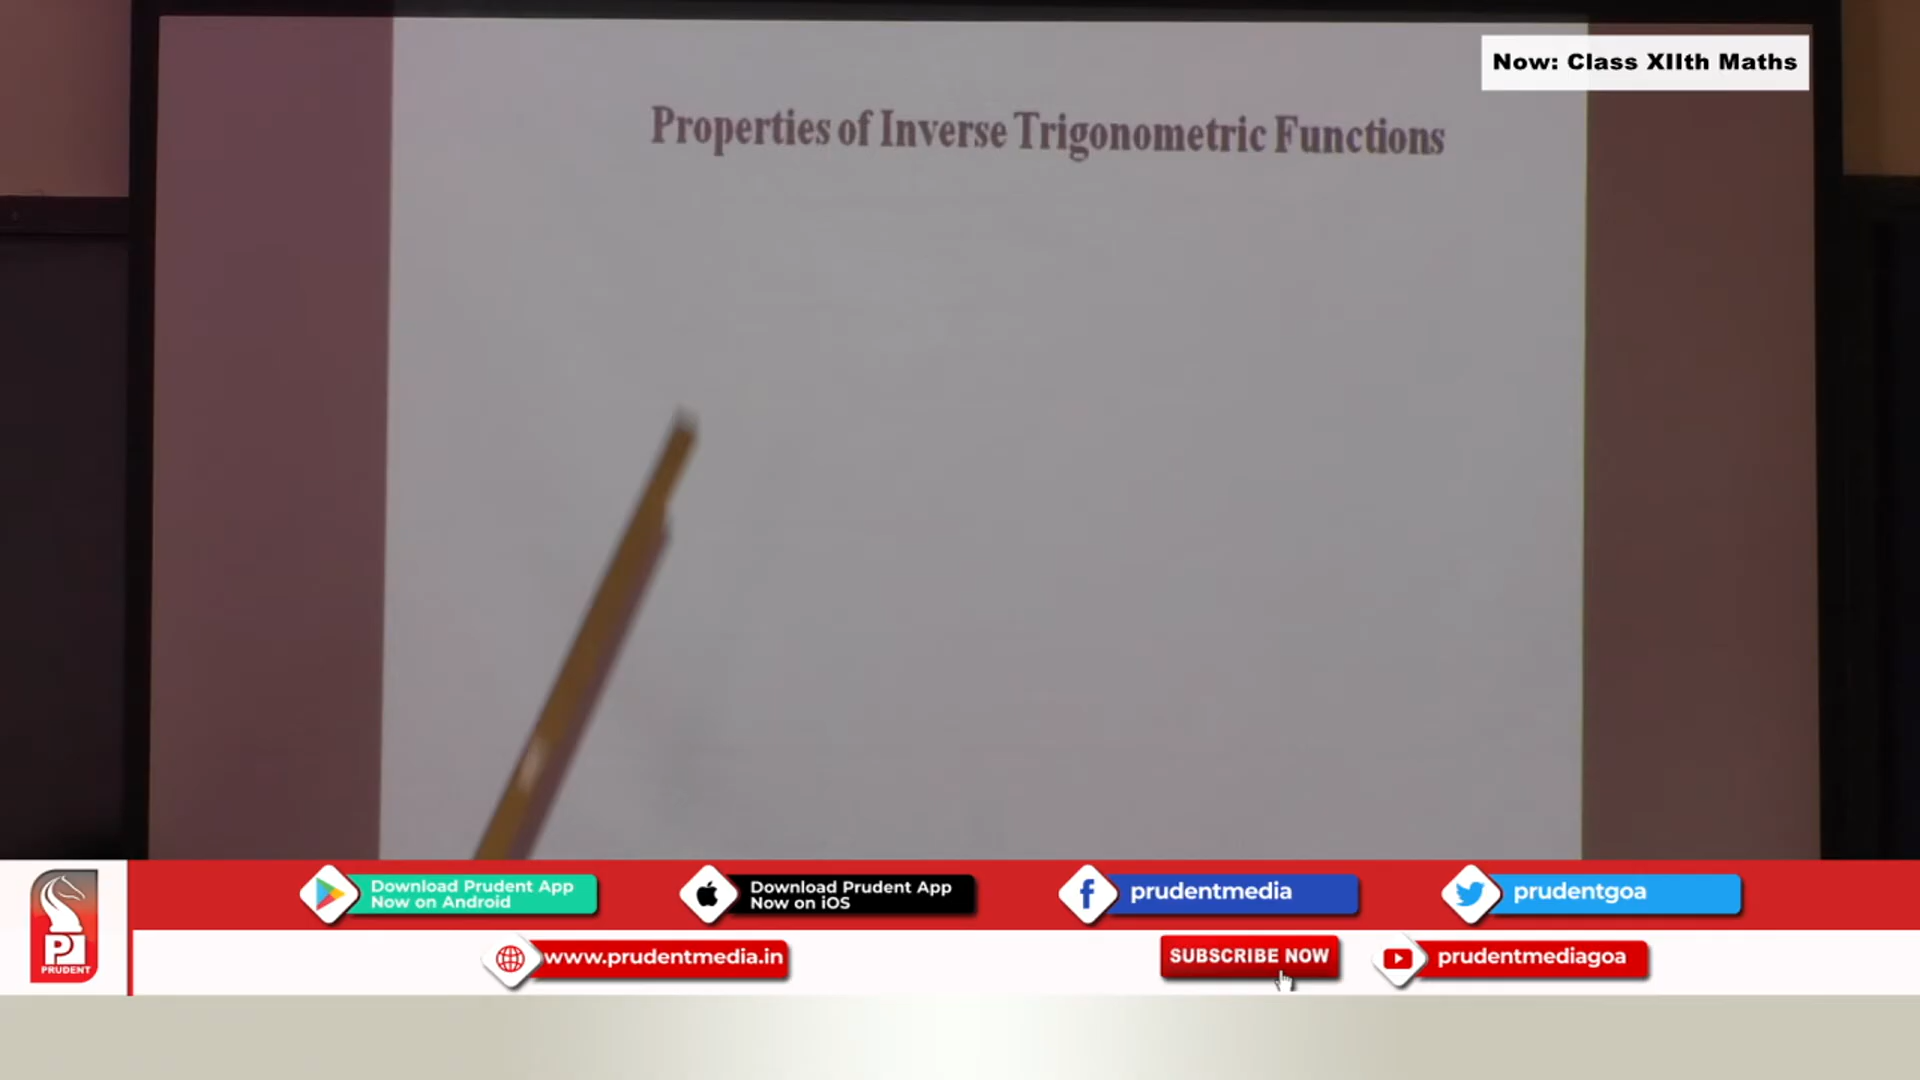 Now: Class XIIth Maths
Properties of Inverse Trigonometric Functions
Download Prudent App
Now on Android
Download Prudent App
Now on iOS
prudentmedia
prudentgoa
PRUDENT
www.prudentmedia.in
SUBSCRIBE NOW
prudentmediagoa